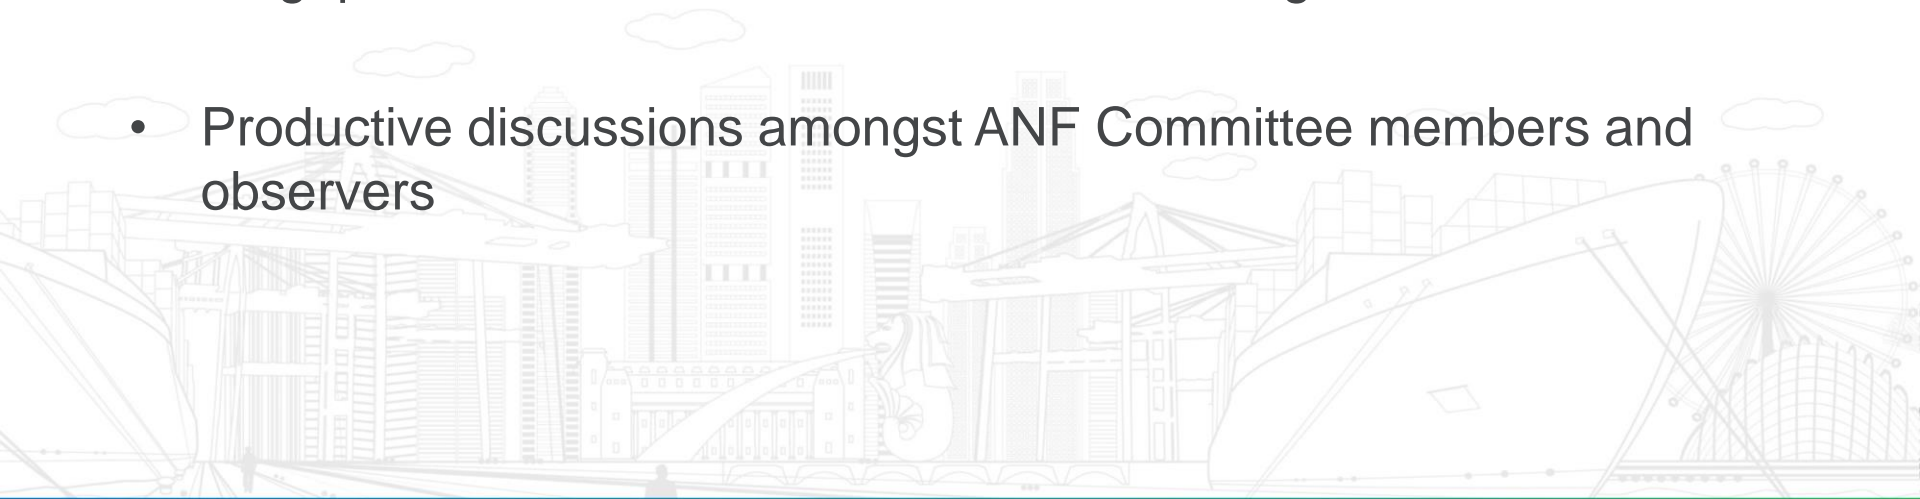 • Productive discussions amongst ANF Committee members and
observers